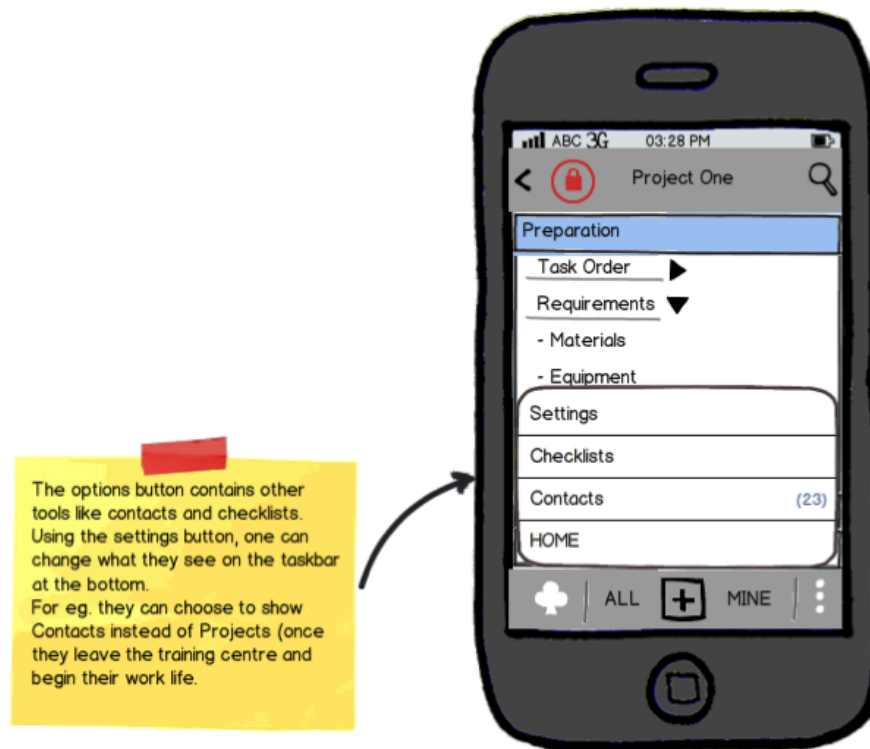 ABC 3G 03:28 PM
Project One
Preparation
Task Order
Requirements
- Materials
- Equipment
Settings
Checklists
Contacts (23)
HOME
ALL + MINE
The options button contains other
tools like contacts and checklists.
Using the settings button, one can
change what they see on the taskbar
at the bottom.
For eg. they can choose to show
Contacts instead of Projects (once
they leave the training centre and
begin their work life.